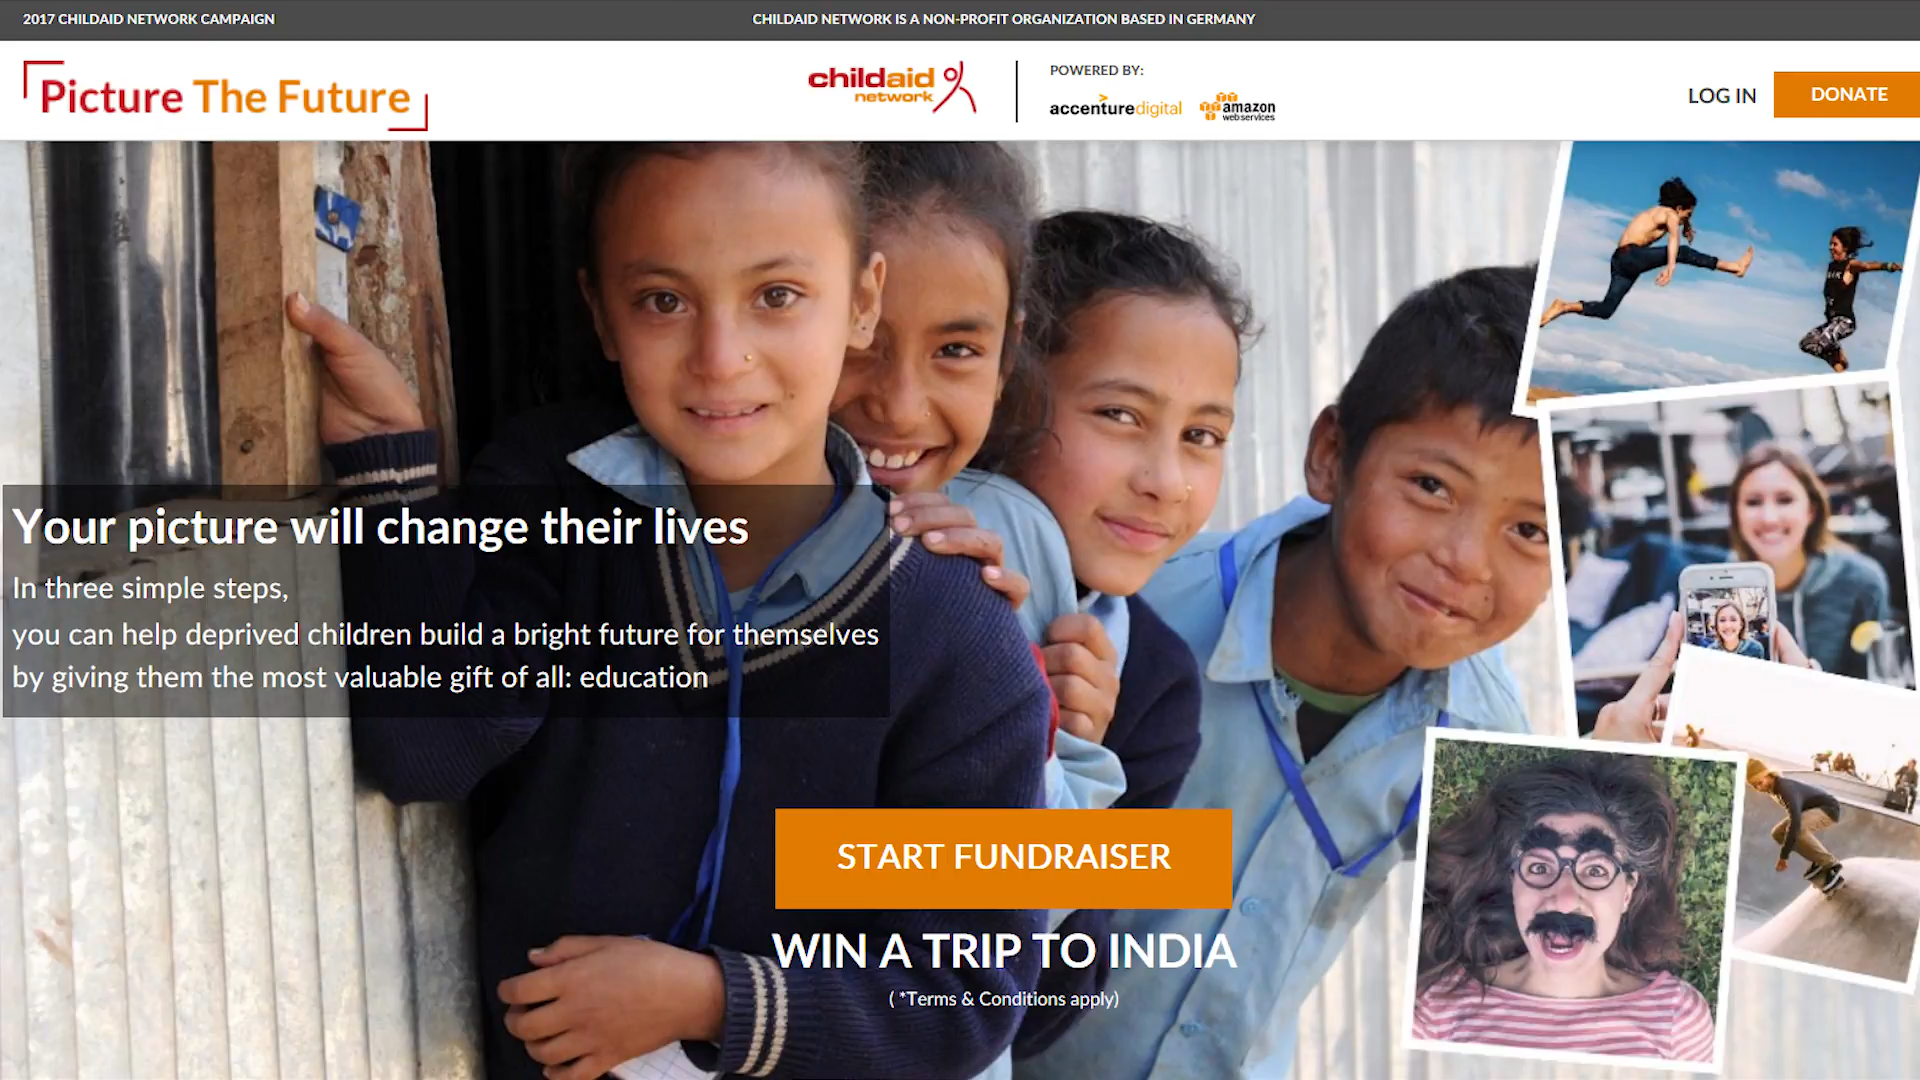 2017 CHILDAID NETWORK CAMPAIGN
CHILDAID NETWORK IS A NON-PROFIT ORGANIZATION BASED IN GERMANY
Picture The Future
childaid
network
POWERED BY:
accenturedigital
amazon
webservices
LOG IN
DONATE
Your picture will change their lives
In three simple steps,
you can help deprived children build a bright future for themselves
by giving them the most valuable gift of all: education
START FUNDRAISER
WIN A TRIP TO INDIA
( *Terms & Conditions apply)